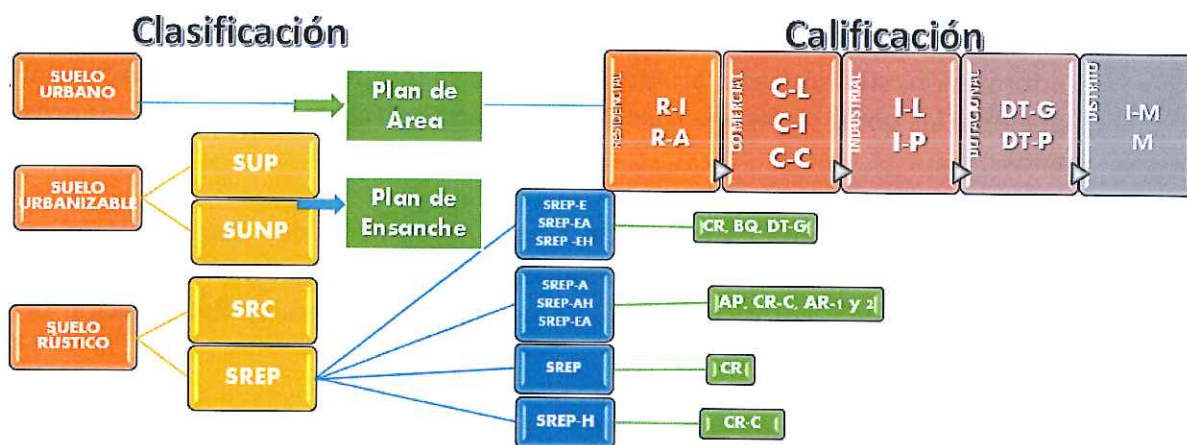 Clasificación
Calificación
SUELO
URBANO
Plan de
Área
RESIDENCIAL
R-I
R-A
COMERCIAL
C-L
C-I
C-C
INDUSTRIAL
I-L
I-P
DOTACIONAL
DT-G
DT-P
DISTRITO
I-M
M
SUELO
URBANIZABLE
SUP
SUNP
Plan de
Ensanche
SREP-E
SREP-EA
SREP -EH
CR, BQ, DT-G
SUELO
RÚSTICO
SRC
SREP
SREP-A
SREP-AH
SREP-EA
AP, CR-C, AR-1 y 2
SREP
CR
SREP-H
CR-C